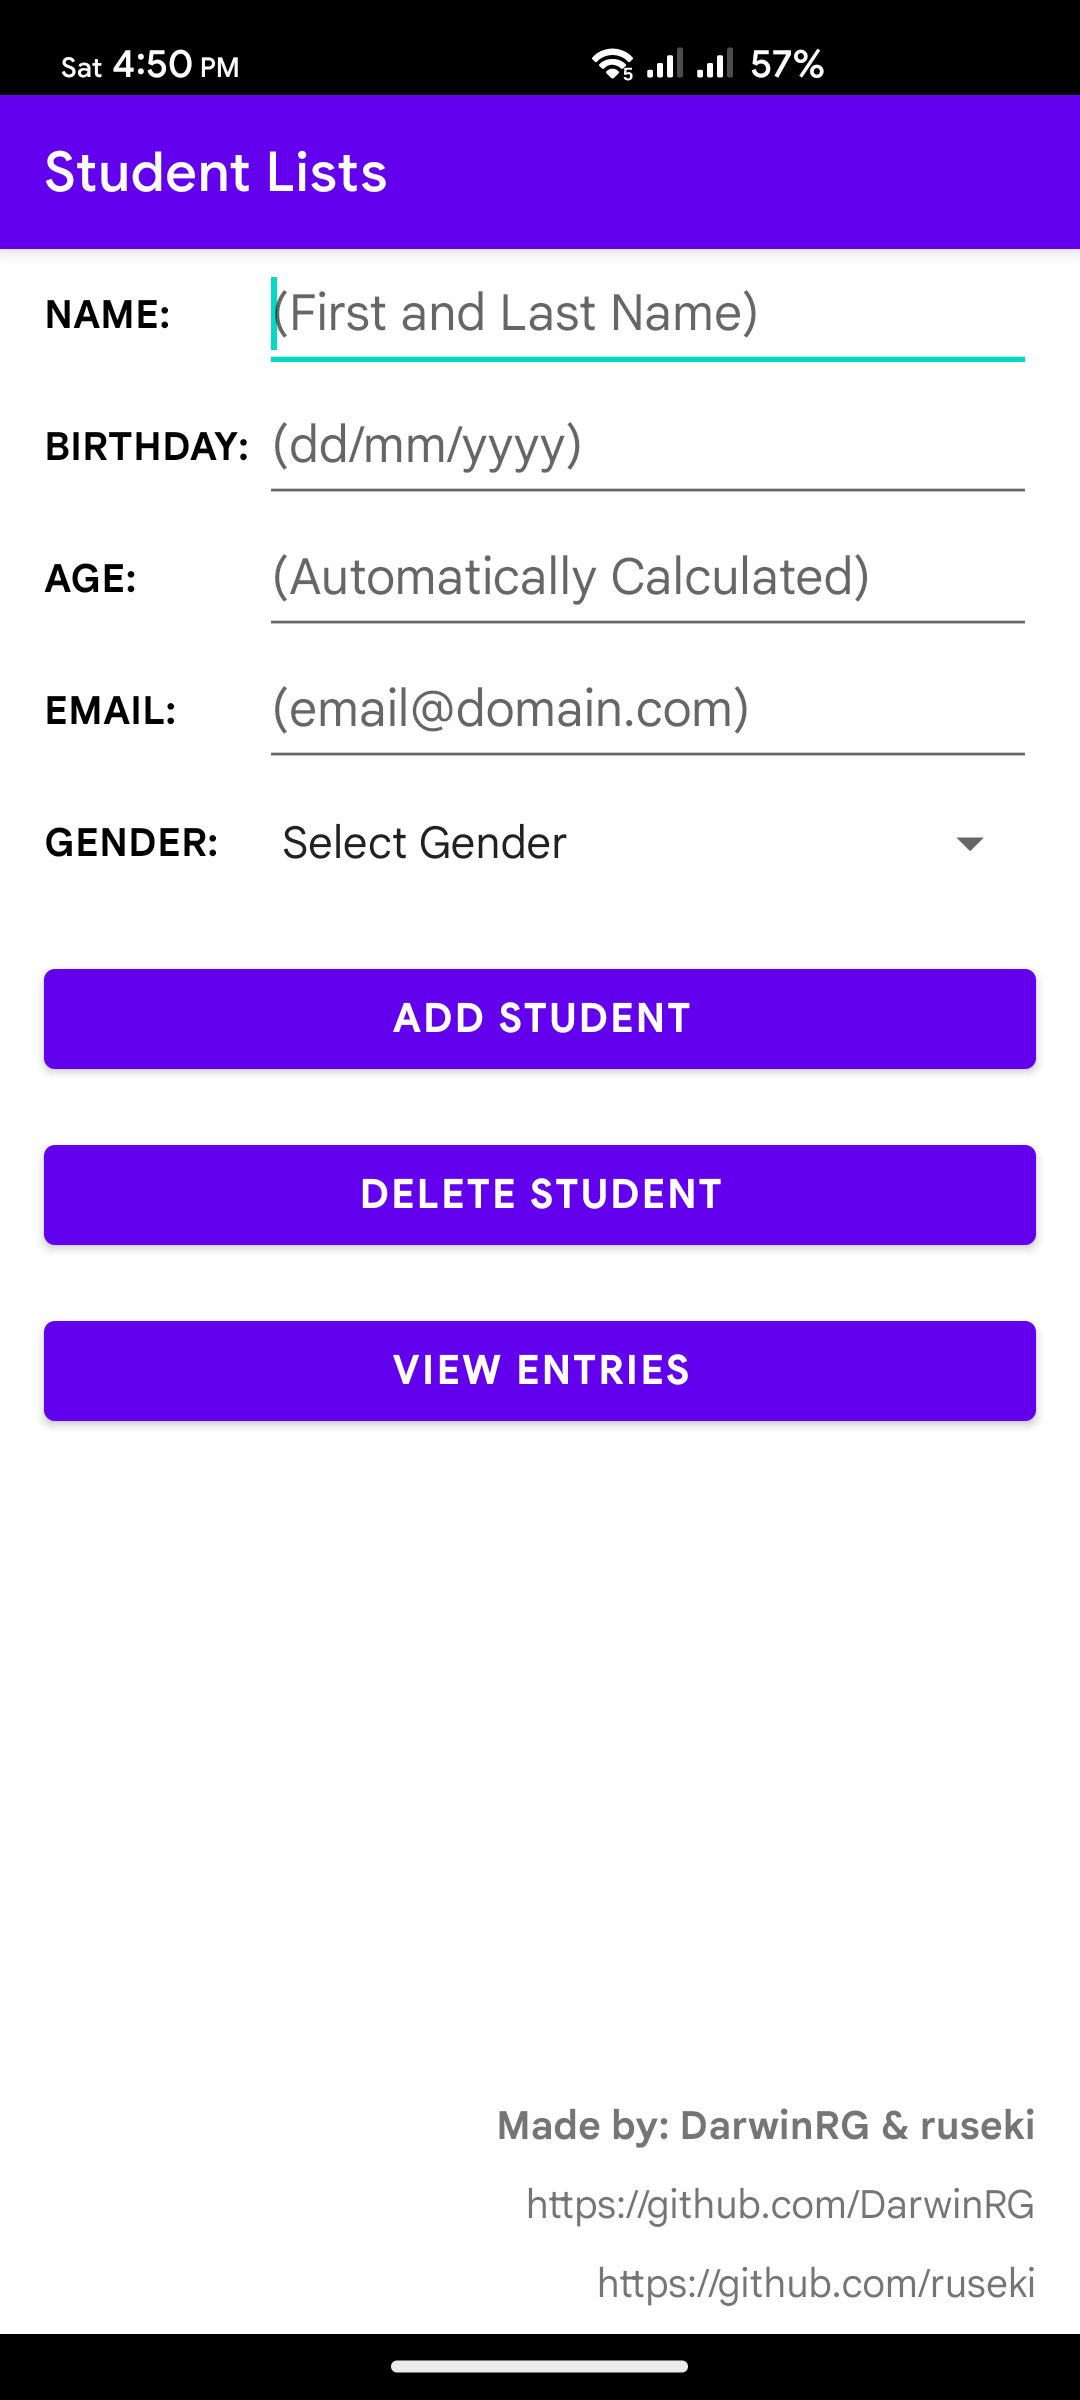 Sat 4:50 PM 5 57%
Student Lists
NAME: (First and Last Name)
BIRTHDAY: (dd/mm/yyyy)
AGE: (Automatically Calculated)
EMAIL: (email@domain.com)
GENDER: Select Gender
ADD STUDENT
DELETE STUDENT
VIEW ENTRIES
Made by: DarwinRG & ruseki
https://github.com/DarwinRG
https://github.com/ruseki